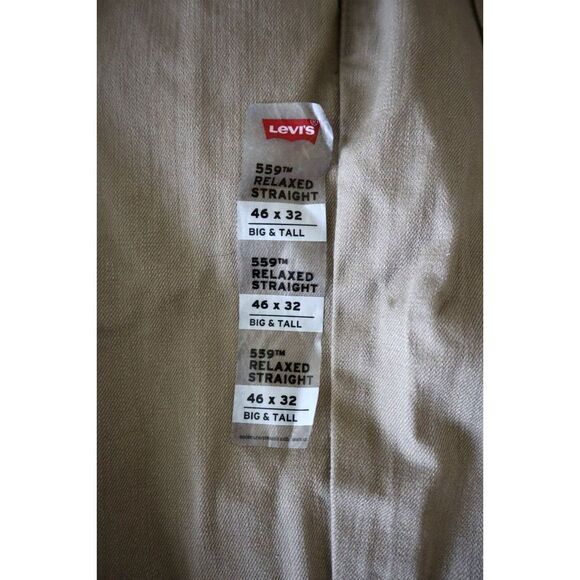 Levi's
559™
RELAXED
STRAIGHT
46 x 32
BIG & TALL
559™
RELAXED
STRAIGHT
46 x 32
BIG & TALL
559™
RELAXED
STRAIGHT
46 x 32
BIG & TALL